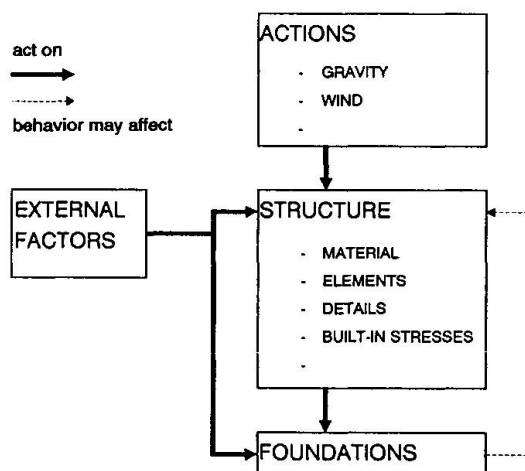 act on
behavior may affect
ACTIONS
- GRAVITY
- WIND
-
EXTERNAL
FACTORS
STRUCTURE
- MATERIAL
- ELEMENTS
- DETAILS
- BUILT-IN STRESSES
-
FOUNDATIONS